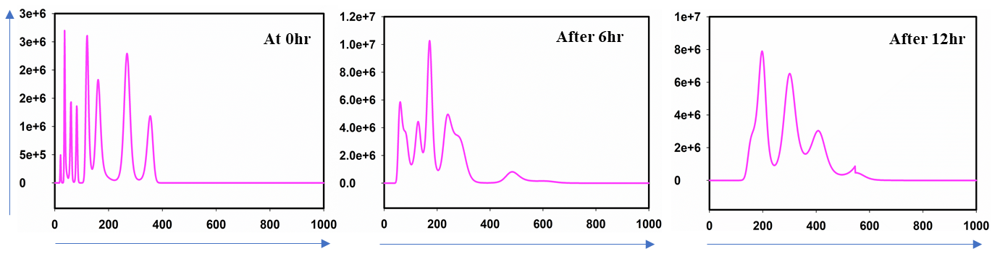 At 0hr
3e+6
3e+6
2e+6
2e+6
1e+6
5e+5
0
0 200 400 600 800 1000
After 6hr
1.2e+7
1.0e+7
8.0e+6
6.0e+6
4.0e+6
2.0e+6
0.0
0 200 400 600 800 1000
After 12hr
1e+7
8e+6
6e+6
4e+6
2e+6
0
0 200 400 600 800 1000